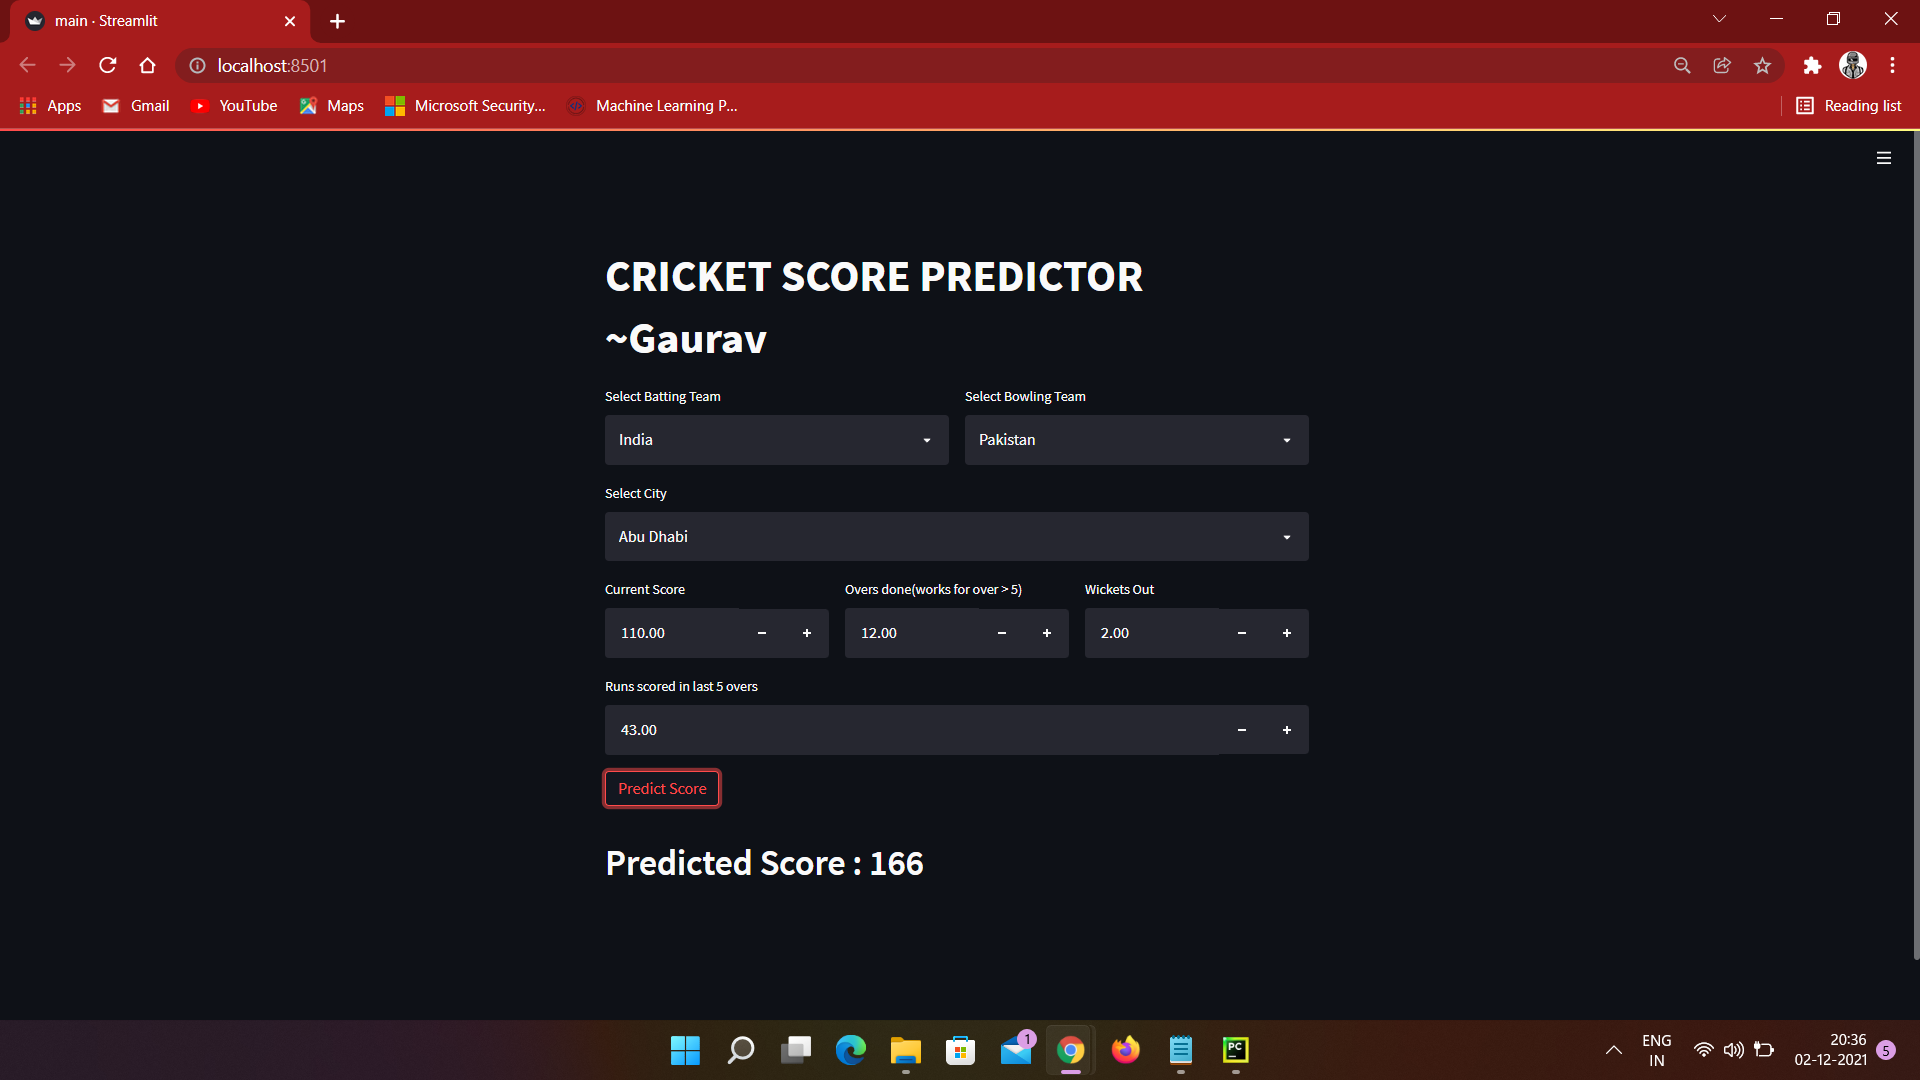 main · Streamlit
localhost:8501
Apps Gmail YouTube Maps Microsoft Security... Machine Learning P... Reading list
CRICKET SCORE PREDICTOR
~Gaurav
Select Batting Team Select Bowling Team
India Pakistan
Select City
Abu Dhabi
Current Score Overs done(works for over > 5) Wickets Out
110.00 - + 12.00 - + 2.00 - +
Runs scored in last 5 overs
43.00 - +
Predict Score
Predicted Score : 166
1
PC
ENG
IN
20:36
02-12-2021
5